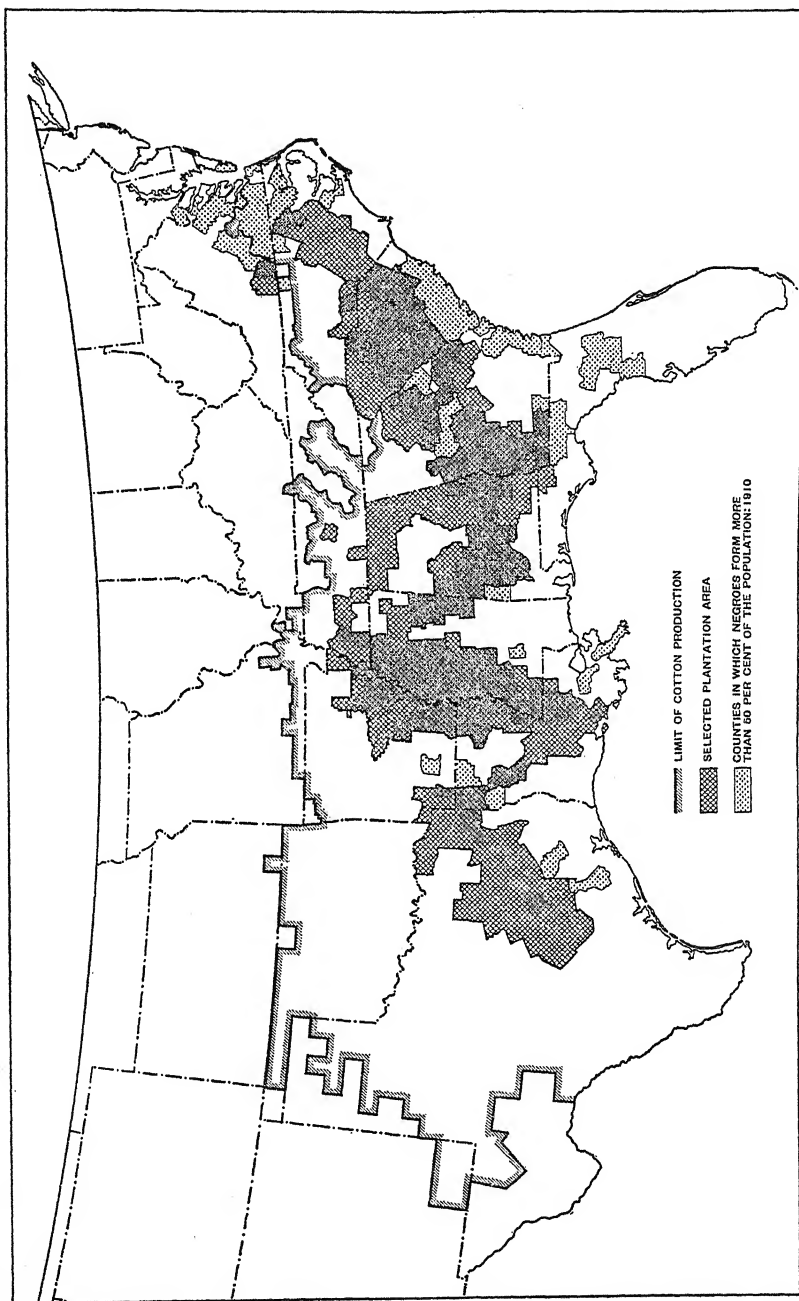 LIMIT OF COTTON PRODUCTION
SELECTED PLANTATION AREA
COUNTIES IN WHICH NEGROES FORM MORE
THAN 50 PER CENT OF THE POPULATION:1910